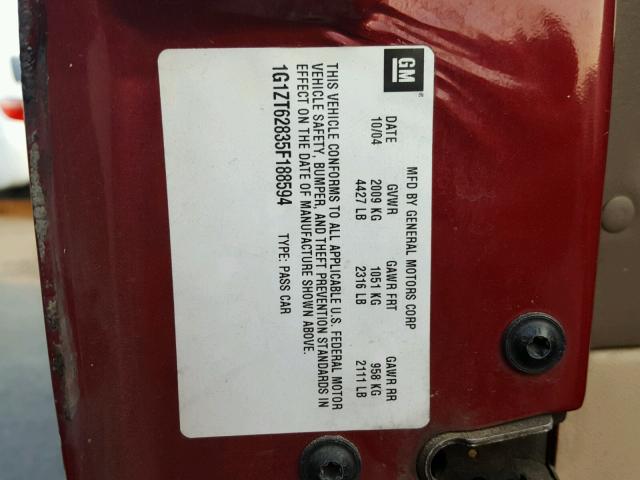 GM
®
MFD BY GENERAL MOTORS CORP
DATE GVWR GAWR FRT GAWR RR
10/04 2009 KG 1051 KG 958 KG
4427 LB 2316 LB 2111 LB
THIS VEHICLE CONFORMS TO ALL APPLICABLE U.S. FEDERAL MOTOR
VEHICLE SAFETY, BUMPER, AND THEFT PREVENTION STANDARDS IN
EFFECT ON THE DATE OF MANUFACTURE SHOWN ABOVE.
1G1ZT62835F188594 TYPE: PASS CAR